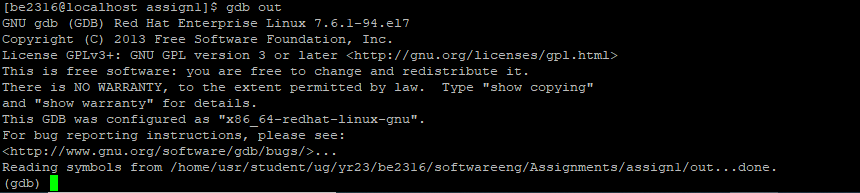 [be2316@localhost assign1]$ gdb out
GNU gdb (GDB) Red Hat Enterprise Linux 7.6.1-94.el7
Copyright (C) 2013 Free Software Foundation, Inc.
License GPLv3+: GNU GPL version 3 or later <http://gnu.org/licenses/gpl.html>
This is free software: you are free to change and redistribute it.
There is NO WARRANTY, to the extent permitted by law.  Type "show copying"
and "show warranty" for details.
This GDB was configured as "x86_64-redhat-linux-gnu".
For bug reporting instructions, please see:
<http://www.gnu.org/software/gdb/bugs/>...
Reading symbols from /home/usr/student/ug/yr23/be2316/softwareeng/Assignments/assign1/out...done.
(gdb)